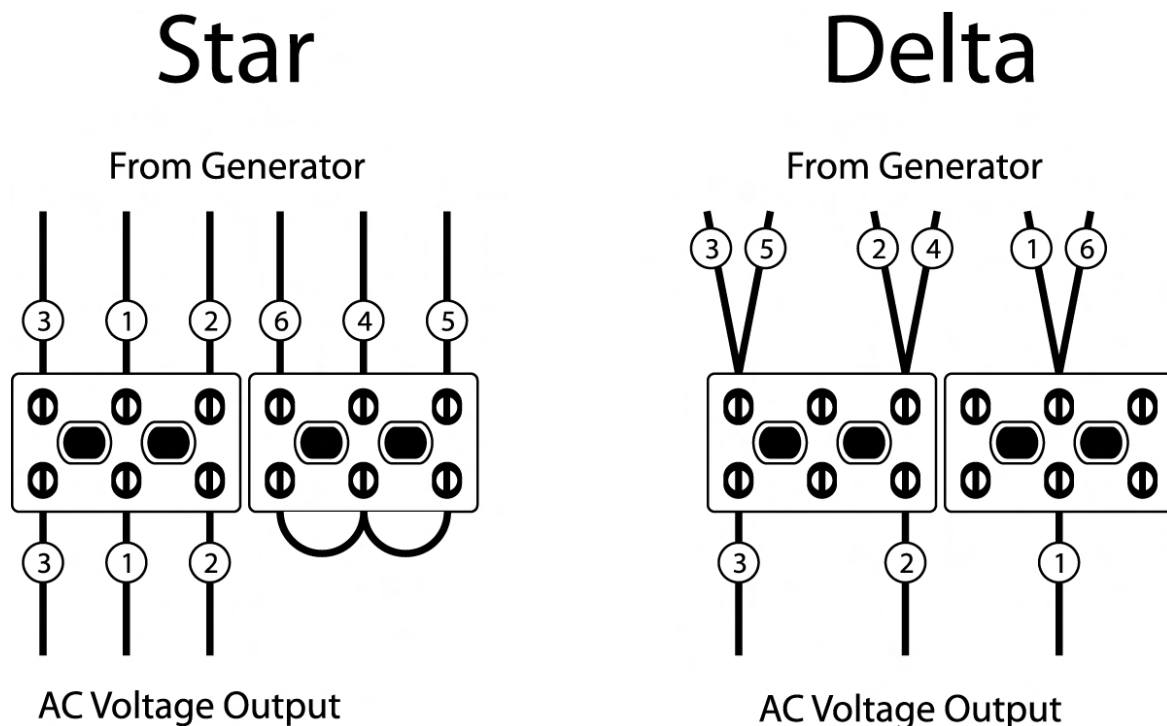 Star
From Generator
3 1 2 6 4 5
3 1 2
AC Voltage Output
Delta
From Generator
3 5 2 4 1 6
3 2 1
AC Voltage Output